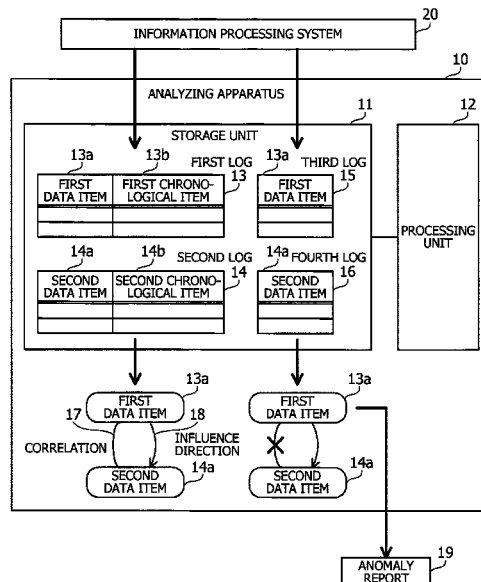 20
INFORMATION PROCESSING SYSTEM
10
ANALYZING APPARATUS
11
12
STORAGE UNIT
13a
13b
FIRST LOG
13a
THIRD LOG
FIRST DATA ITEM
FIRST CHRONO-
LOGICAL ITEM
13
FIRST
DATA ITEM
15
14a
14b
SECOND LOG
14a
FOURTH LOG
SECOND
DATA ITEM
SECOND CHRONO-
LOGICAL ITEM
14
SECOND
DATA ITEM
16
PROCESSING
UNIT
13a
13a
FIRST
DATA ITEM
FIRST
DATA ITEM
17
18
CORRELATION
INFLUENCE
DIRECTION
14a
14a
SECOND
DATA ITEM
SECOND
DATA ITEM
19
ANOMALY
REPORT